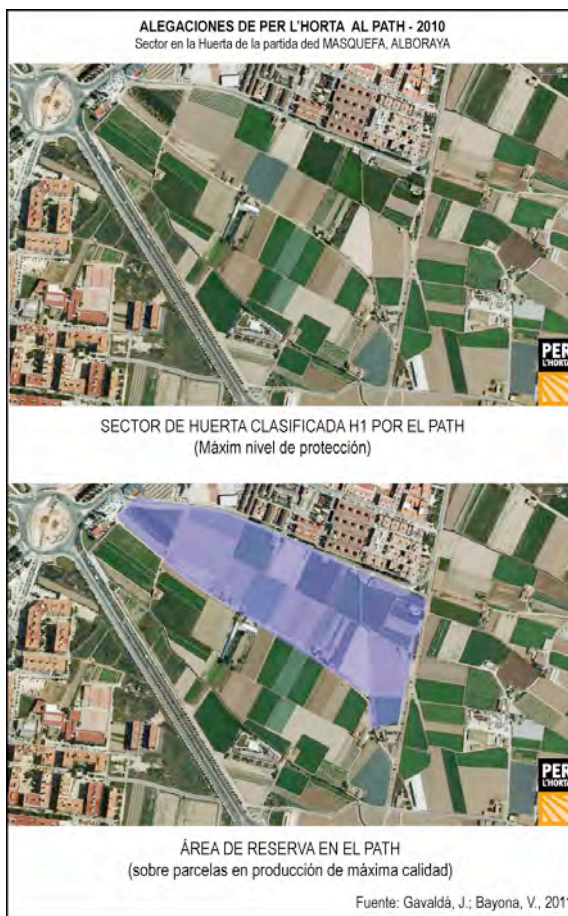 ALEGACIONES DE PER L'HORTA AL PATH - 2010
Sector en la Huerta de la partida ded MASQUEFA, ALBORAYA
PER
L'HORTA
SECTOR DE HUERTA CLASIFICADA H1 POR EL PATH
(Máxim nivel de protección)
PER
L'HORTA
ÁREA DE RESERVA EN EL PATH
(sobre parcelas en producción de máxima calidad)
Fuente: Gavaldá, J.; Bayona, V., 2011